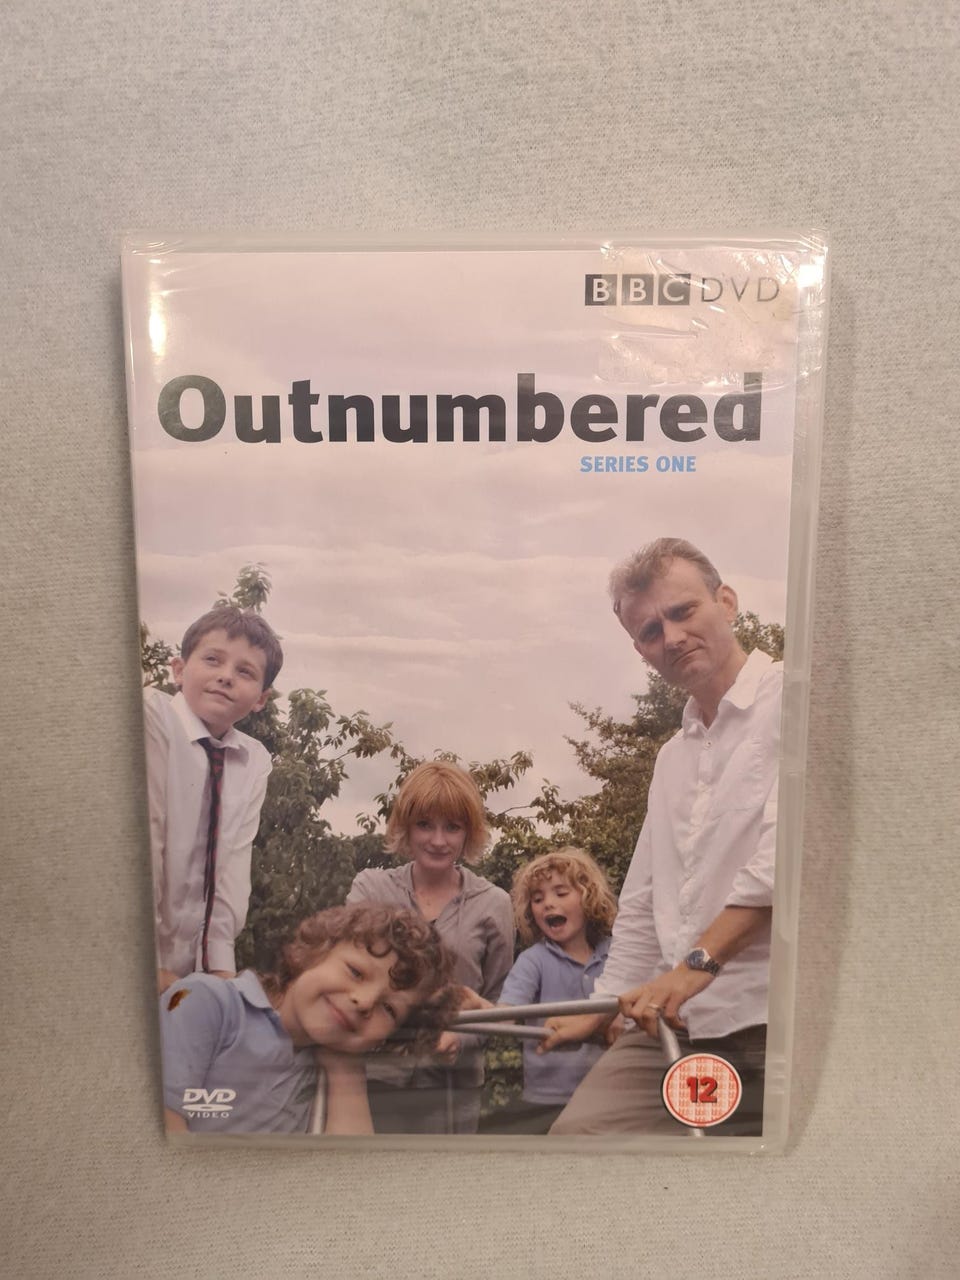 BBC DVD
Outnumbered
SERIES ONE
12
DVD
VIDEO